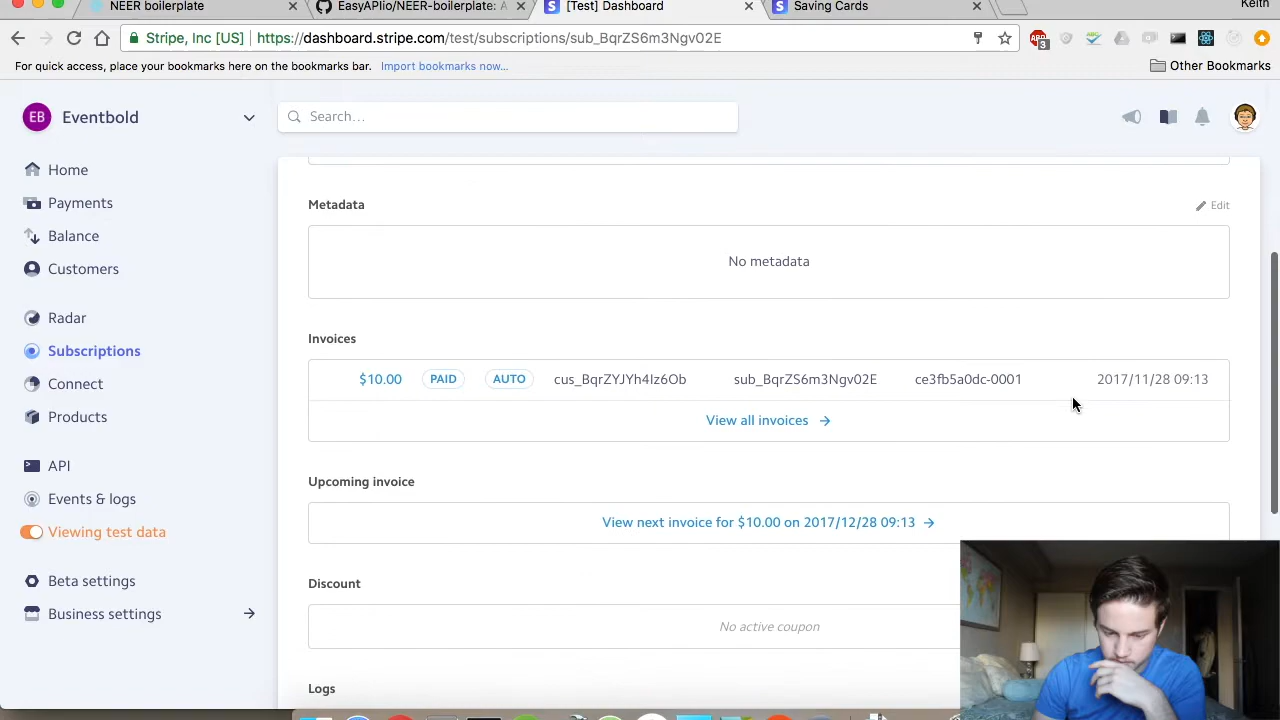 NEER boilerplate
EasyAPIio/NEER-boilerplate: A
[Test] Dashboard
Saving Cards
Keith
Stripe, Inc [US] https://dashboard.stripe.com/test/subscriptions/sub_BqrZS6m3Ngv02E
3
For quick access, place your bookmarks here on the bookmarks bar. Import bookmarks now...
Other Bookmarks
EB Eventbold
Search…
Home
Payments
Balance
Customers
Radar
Subscriptions
Connect
Products
API
Events & logs
Viewing test data
Beta settings
Business settings
Metadata
Edit
No metadata
Invoices
$10.00 PAID AUTO cus_BqrZYJYh4Iz6Ob sub_BqrZS6m3Ngv02E ce3fb5a0dc-0001 2017/11/28 09:13
View all invoices
Upcoming invoice
View next invoice for $10.00 on 2017/12/28 09:13
Discount
No active coupon
Logs